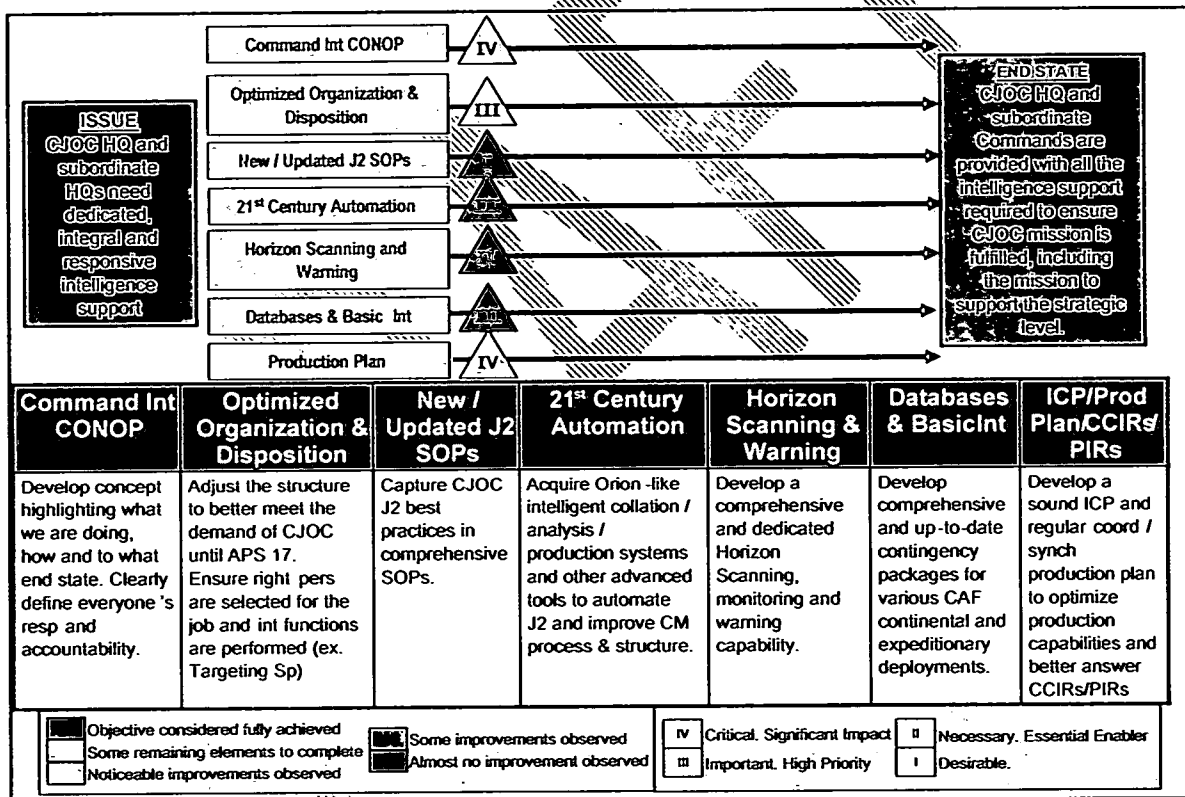 ISSUE
CJOC HQ and
subordinate
HQs need
dedicated,
integral and
responsive
intelligence
support
Command Int CONOP
IV
Optimized Organization &
Disposition
III
New / Updated J2 SOPs
21st Century Automation
III
Horizon Scanning and
Warning
Databases & Basic Int
III
Production Plan
IV
END STATE
CJOC HQ and
subordinate
Commands are
provided with all the
intelligence support
required to ensure
CJOC mission is
fulfilled, including
the mission to
support the strategic
level.
Command Int
CONOP
Develop concept
highlighting what
we are doing,
how and to what
end state. Clearly
define everyone's
resp and
accountability.
Optimized
Organization &
Disposition
Adjust the structure
to better meet the
demand of CJOC
until APS 17.
Ensure right pers
are selected for the
job and int functions
are performed (ex.
Targeting Sp)
New /
Updated J2
SOPs
Capture CJOC
J2 best
practices in
comprehensive
SOPs.
21st Century
Automation
Acquire Orion -like
intelligent collation /
analysis /
production systems
and other advanced
tools to automate
J2 and improve CM
process & structure.
Horizon
Scanning &
Warning
Develop a
comprehensive
and dedicated
Horizon
Scanning,
monitoring and
warning
capability.
Databases
& BasicInt
Develop
comprehensive
and up-to-date
contingency
packages for
various CAF
continental and
expeditionary
deployments.
ICP/Prod
Plan/CCIRs/
PIRs
Develop a
sound ICP and
regular coord /
synch
production plan
to optimize
production
capabilities and
better answer
CCIRs/PIRs
Objective considered fully achieved
Some remaining elements to complete
Noticeable improvements observed
Some improvements observed
Almost no improvement observed
IV Critical. Significant Impact
III Important. High Priority
II Necessary. Essential Enabler
I Desirable.